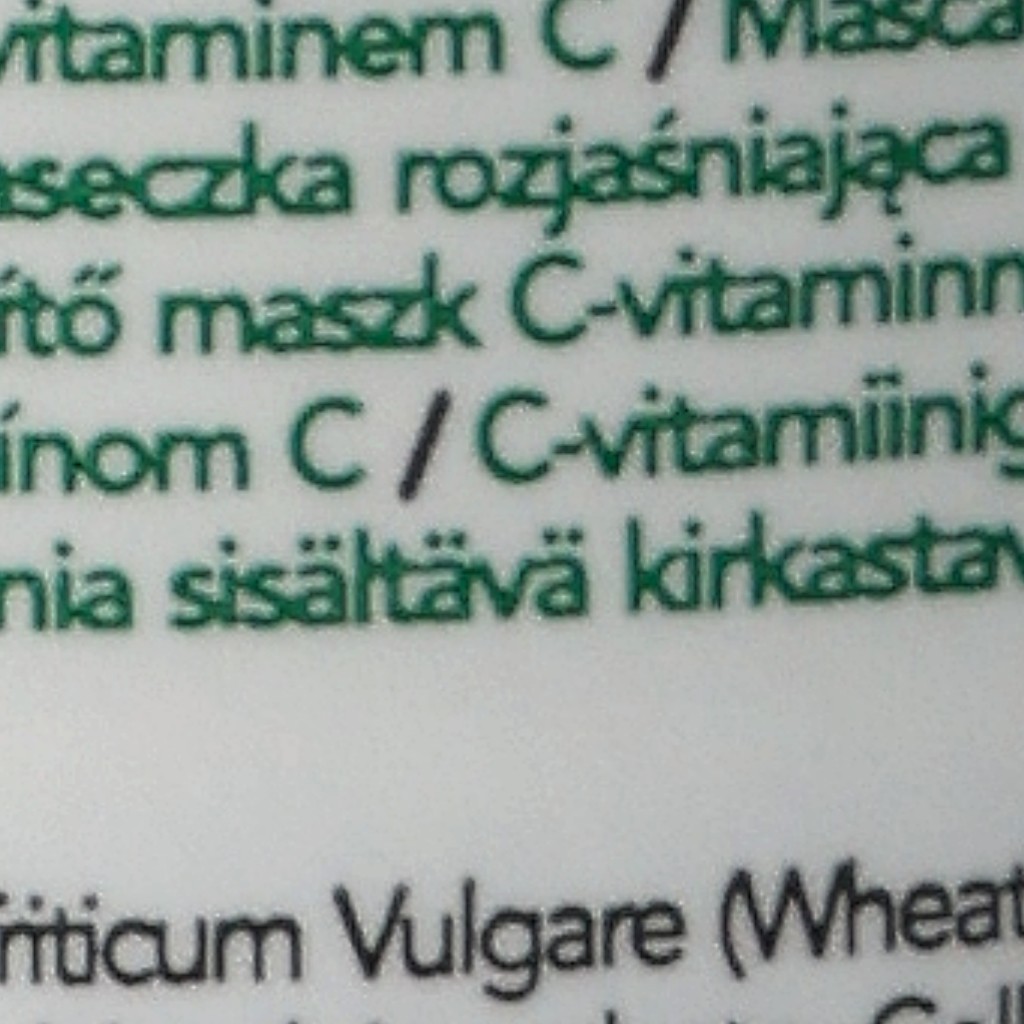 vitaminem C / Masca
aseczka rozjaśniająca
ítő maszk C-vitaminn
ínom C / C-vitamiinig
nia sisältävä kirkastav
riticum Vulgare (Wheat